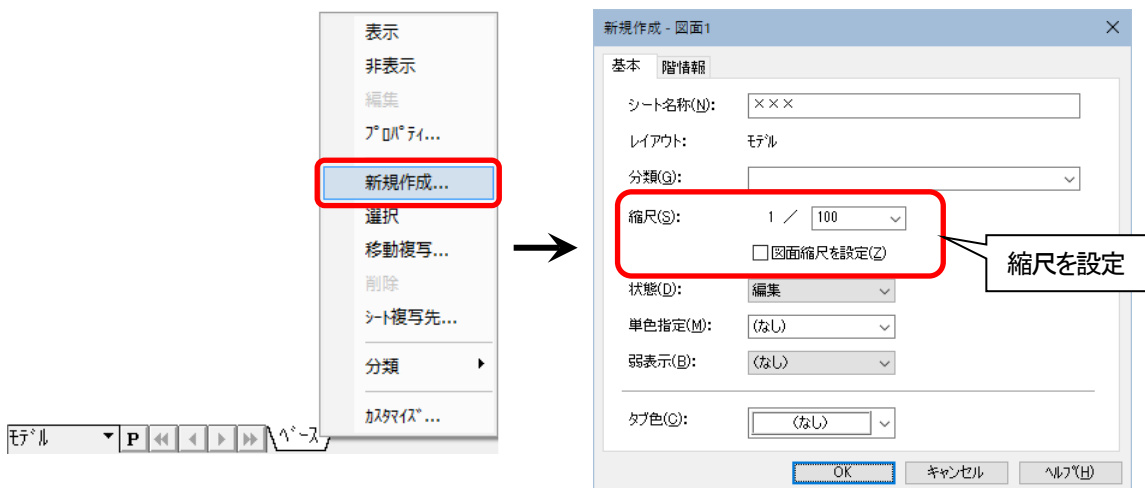 表示
非表示
編集
ﾌﾟﾛﾊﾟﾃｨ...
新規作成...
選択
移動複写...
削除
ｼｰﾄ複写先...
分類
ｶｽﾀﾏｲｽﾞ...
ﾓﾃﾞﾙ
P
ﾍﾞｰｽ
新規作成 - 図面1
基本 階情報
シート名称(N): ×××
レイアウト: ﾓﾃﾞﾙ
分類(G):
縮尺(S): 1 ／ 100
図面縮尺を設定(Z)
縮尺を設定
状態(D): 編集
単色指定(M): (なし)
弱表示(B): (なし)
タブ色(C): (なし)
OK キャンセル ﾍﾙﾌﾟ(H)